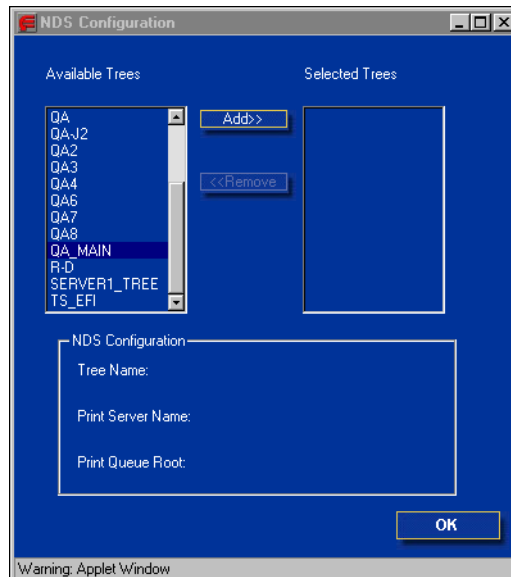 NDS Configuration
Available Trees
Selected Trees
QA
QA-J2
QA2
QA3
QA4
QA6
QA7
QA8
QA_MAIN
R-D
SERVER1_TREE
TS_EFI
Add>>
<<Remove
NDS Configuration
Tree Name:
Print Server Name:
Print Queue Root:
OK
Warning: Applet Window